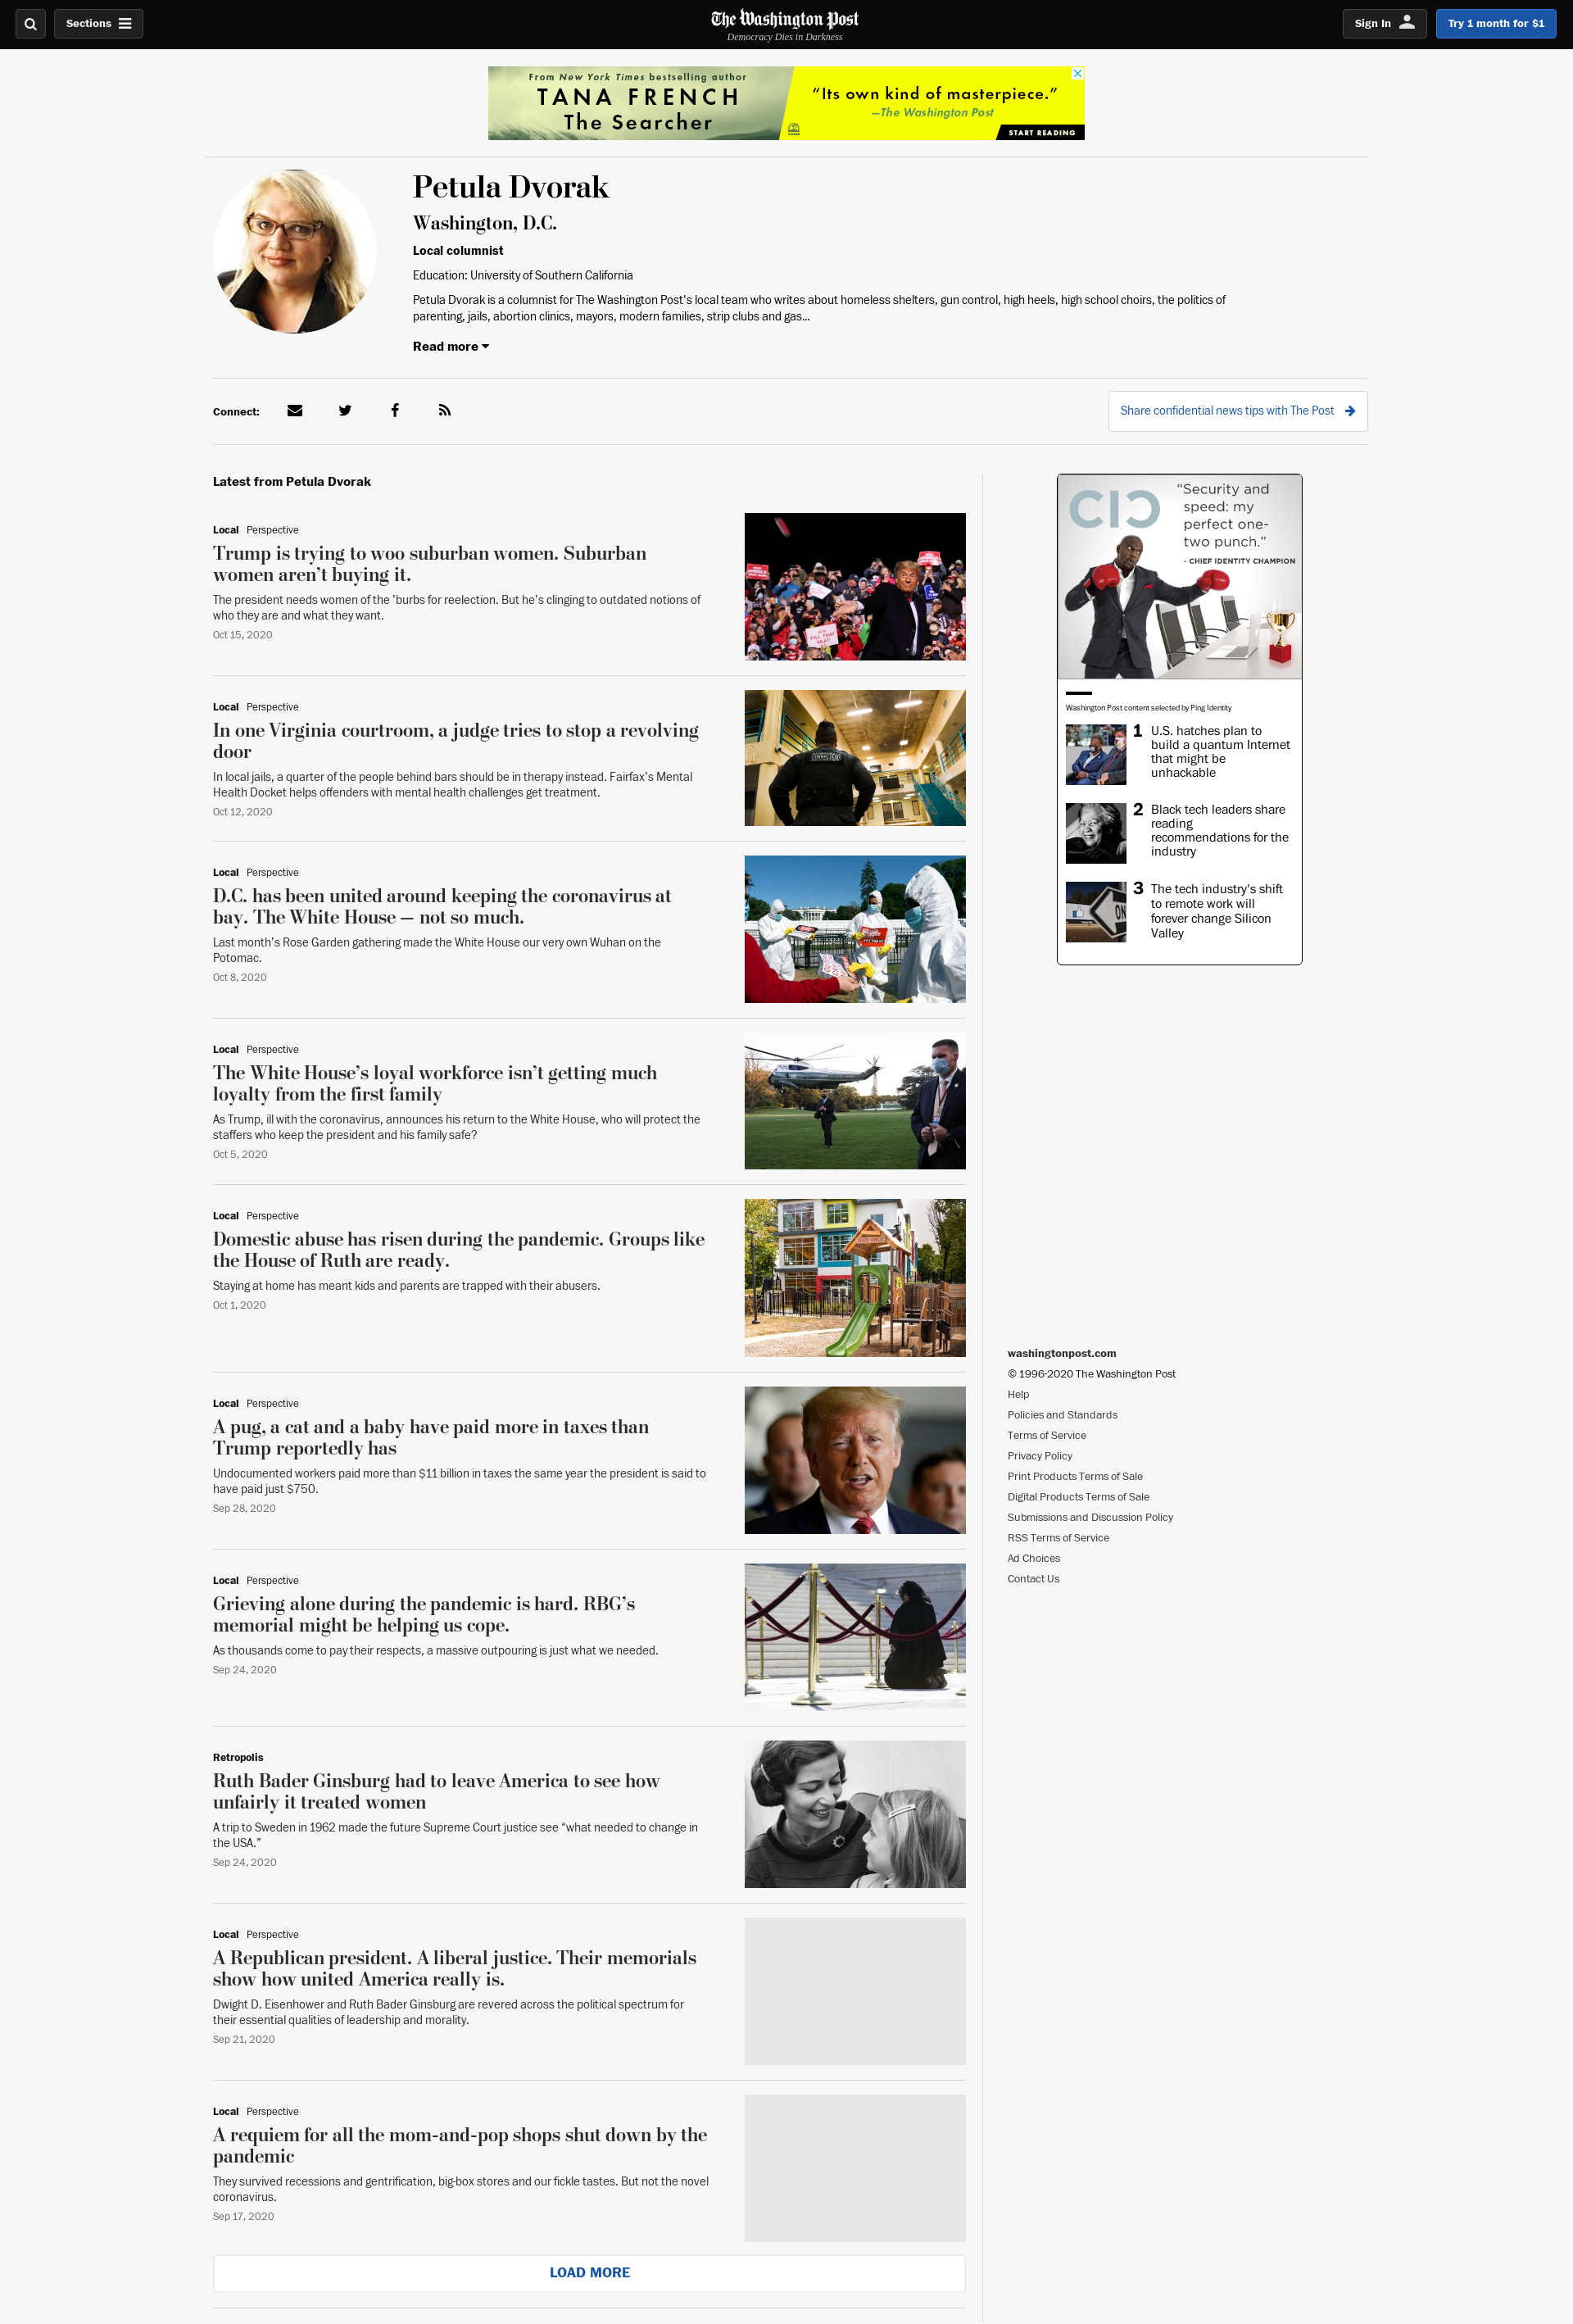 Sections
The Washington Post
Democracy Dies in Darkness
Sign In
Try 1 month for $1
From New York Times bestselling author
TANA FRENCH
The Searcher
“Its own kind of masterpiece.”
—The Washington Post
START READING
Petula Dvorak
Washington, D.C.
Local columnist
Education: University of Southern California
Petula Dvorak is a columnist for The Washington Post's local team who writes about homeless shelters, gun control, high heels, high school choirs, the politics of
parenting, jails, abortion clinics, mayors, modern families, strip clubs and gas...
Read more
Connect:
Share confidential news tips with The Post
Latest from Petula Dvorak
Local Perspective
Trump is trying to woo suburban women. Suburban
women aren’t buying it.
The president needs women of the ’burbs for reelection. But he’s clinging to outdated notions of
who they are and what they want.
Oct 15, 2020
Local Perspective
In one Virginia courtroom, a judge tries to stop a revolving
door
In local jails, a quarter of the people behind bars should be in therapy instead. Fairfax’s Mental
Health Docket helps offenders with mental health challenges get treatment.
Oct 12, 2020
CORRECTIONS
Local Perspective
D.C. has been united around keeping the coronavirus at
bay. The White House — not so much.
Last month’s Rose Garden gathering made the White House our very own Wuhan on the
Potomac.
Oct 8, 2020
Local Perspective
The White House’s loyal workforce isn’t getting much
loyalty from the first family
As Trump, ill with the coronavirus, announces his return to the White House, who will protect the
staffers who keep the president and his family safe?
Oct 5, 2020
Local Perspective
Domestic abuse has risen during the pandemic. Groups like
the House of Ruth are ready.
Staying at home has meant kids and parents are trapped with their abusers.
Oct 1, 2020
Local Perspective
A pug, a cat and a baby have paid more in taxes than
Trump reportedly has
Undocumented workers paid more than $11 billion in taxes the same year the president is said to
have paid just $750.
Sep 28, 2020
Local Perspective
Grieving alone during the pandemic is hard. RBG’s
memorial might be helping us cope.
As thousands come to pay their respects, a massive outpouring is just what we needed.
Sep 24, 2020
Retropolis
Ruth Bader Ginsburg had to leave America to see how
unfairly it treated women
A trip to Sweden in 1962 made the future Supreme Court justice see “what needed to change in
the USA.”
Sep 24, 2020
Local Perspective
A Republican president. A liberal justice. Their memorials
show how united America really is.
Dwight D. Eisenhower and Ruth Bader Ginsburg are revered across the political spectrum for
their essential qualities of leadership and morality.
Sep 21, 2020
Local Perspective
A requiem for all the mom-and-pop shops shut down by the
pandemic
They survived recessions and gentrification, big-box stores and our fickle tastes. But not the novel
coronavirus.
Sep 17, 2020
LOAD MORE
CIC
“Security and
speed: my
perfect one-
two punch.”
- CHIEF IDENTITY CHAMPION
Washington Post content selected by Ping Identity
1 U.S. hatches plan to
build a quantum Internet
that might be
unhackable
2 Black tech leaders share
reading
recommendations for the
industry
3 The tech industry's shift
to remote work will
forever change Silicon
Valley
washingtonpost.com
© 1996-2020 The Washington Post
Help
Policies and Standards
Terms of Service
Privacy Policy
Print Products Terms of Sale
Digital Products Terms of Sale
Submissions and Discussion Policy
RSS Terms of Service
Ad Choices
Contact Us